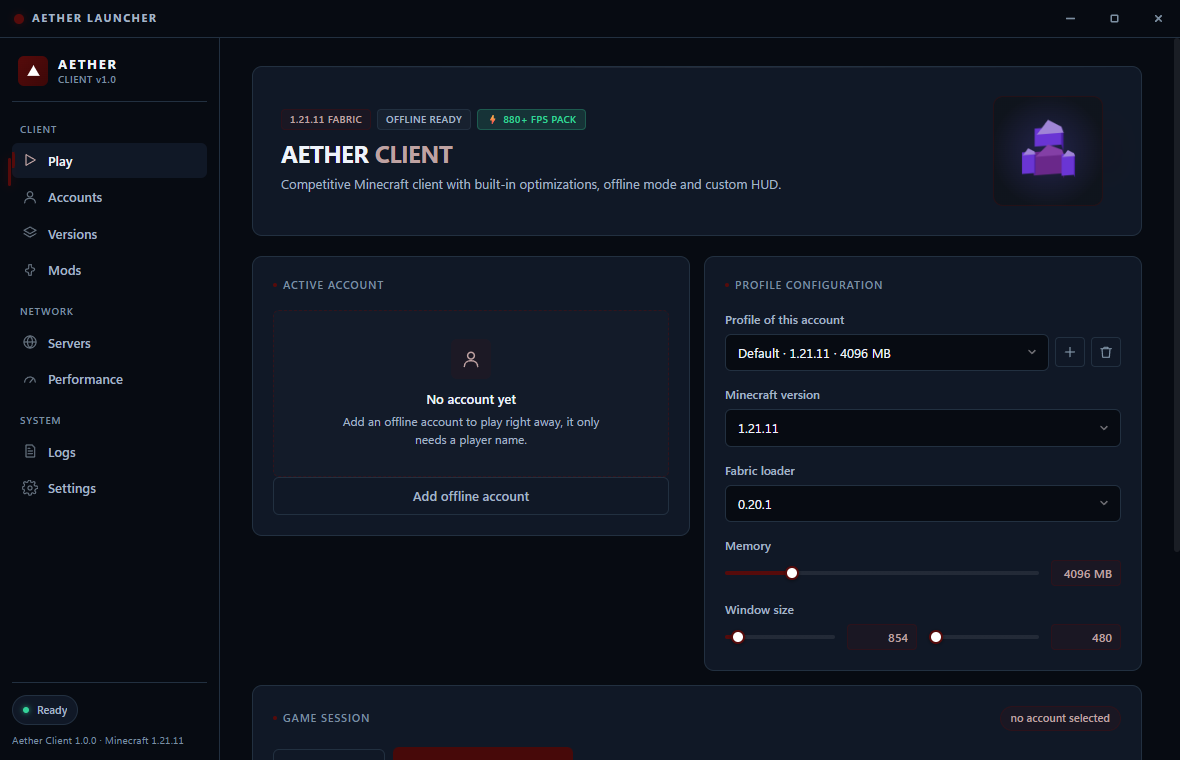 AETHER LAUNCHER
AETHER
CLIENT v1.0
CLIENT
Play
Accounts
Versions
Mods
NETWORK
Servers
Performance
SYSTEM
Logs
Settings
Ready
Aether Client 1.0.0 · Minecraft 1.21.11
1.21.11 FABRIC
OFFLINE READY
880+ FPS PACK
AETHER CLIENT
Competitive Minecraft client with built-in optimizations, offline mode and custom HUD.
ACTIVE ACCOUNT
No account yet
Add an offline account to play right away, it only
needs a player name.
Add offline account
PROFILE CONFIGURATION
Profile of this account
Default · 1.21.11 · 4096 MB
Minecraft version
1.21.11
Fabric loader
0.20.1
Memory
4096 MB
Window size
854
480
GAME SESSION
no account selected